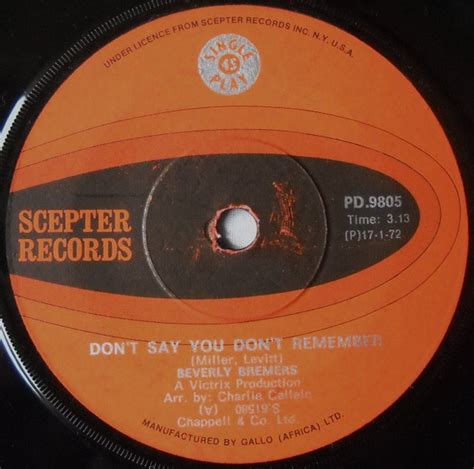 UNDER LICENCE FROM SCEPTER RECORDS INC. N.Y. U.S.A.
SINGLE
45
PLAY
SCEPTER
RECORDS
PD.9805
Time: 3.13
(P)17-1-72
DON'T SAY YOU DON'T REMEMBER
(Miller, Levitt)
BEVERLY BREMERS
A Victrix Production
Arr. by: Charlie Callelo
S.61580 (A)
Chappell & Co. Ltd.
MANUFACTURED BY GALLO (AFRICA) LTD.